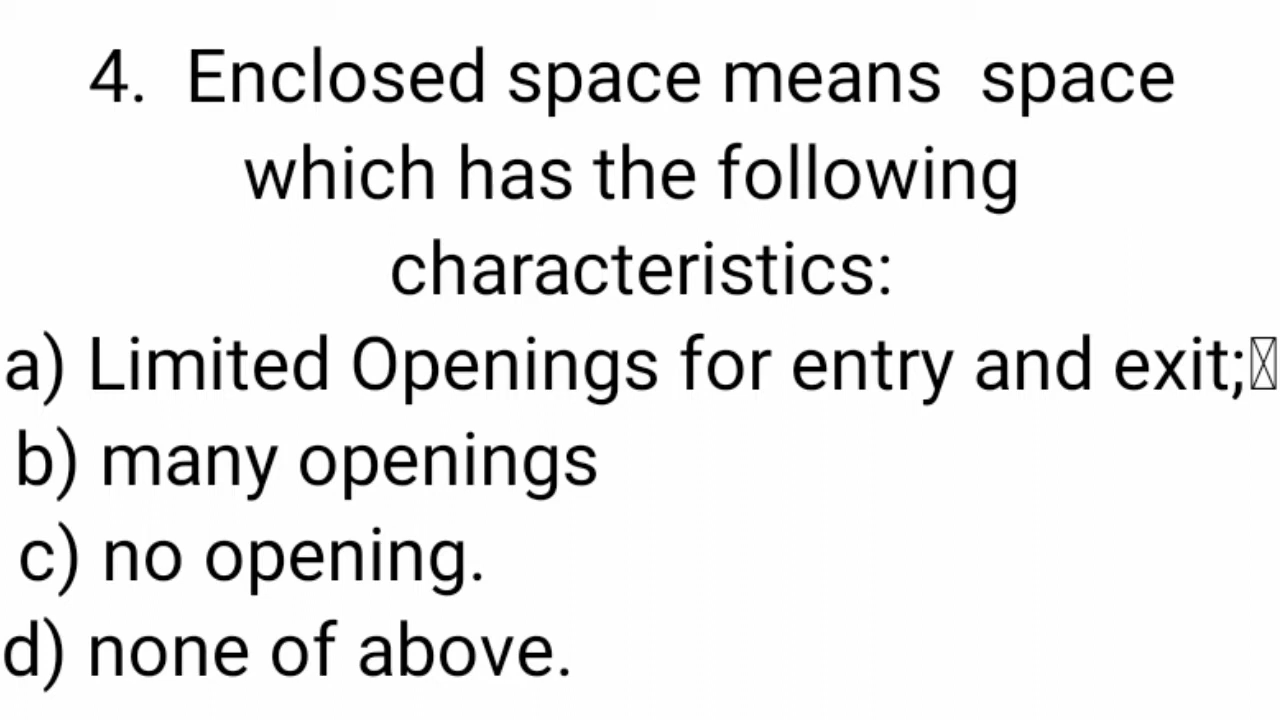 4. Enclosed space means space
which has the following
characteristics:
a) Limited Openings for entry and exit;
b) many openings
c) no opening.
d) none of above.